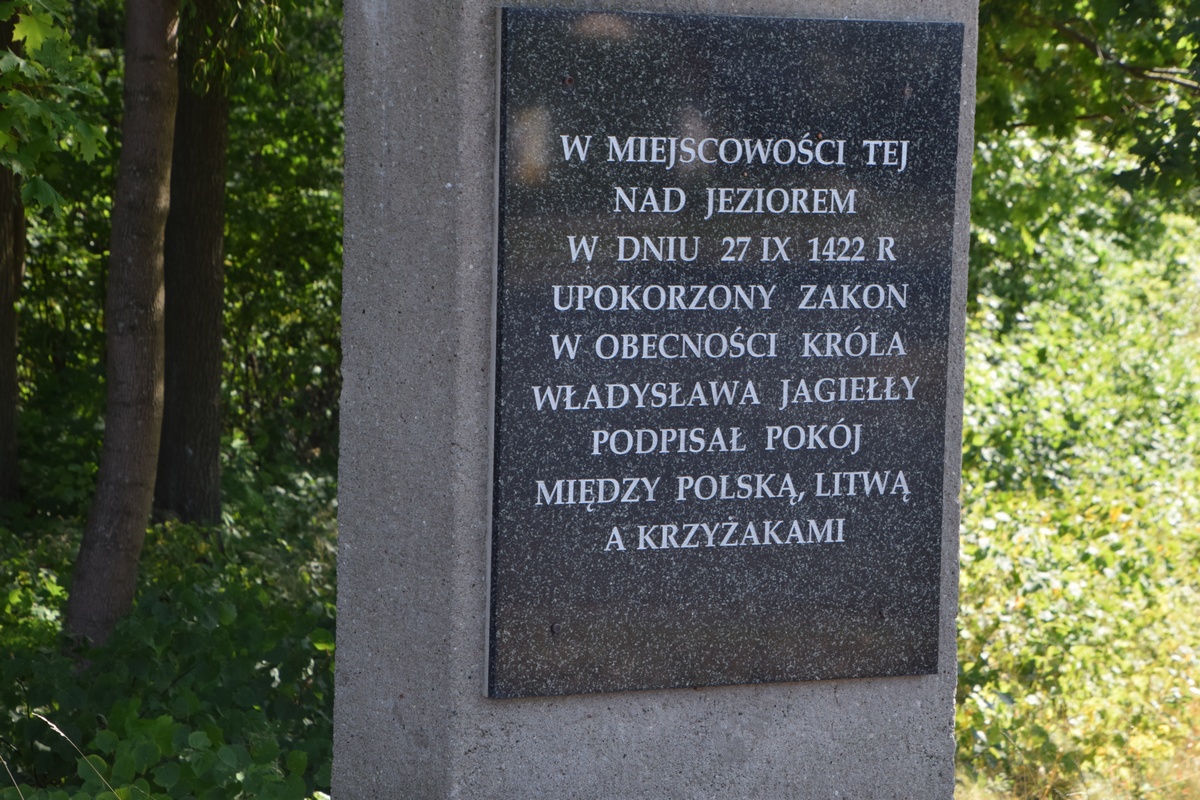 W MIEJSCOWOŚCI TEJ
NAD JEZIOREM
W DNIU 27 IX 1422 R
UPOKORZONY ZAKON
W OBECNOŚCI KRÓLA
WŁADYSŁAWA JAGIEŁŁY
PODPISAŁ POKÓJ
MIĘDZY POLSKĄ, LITWĄ
A KRZYŻAKAMI